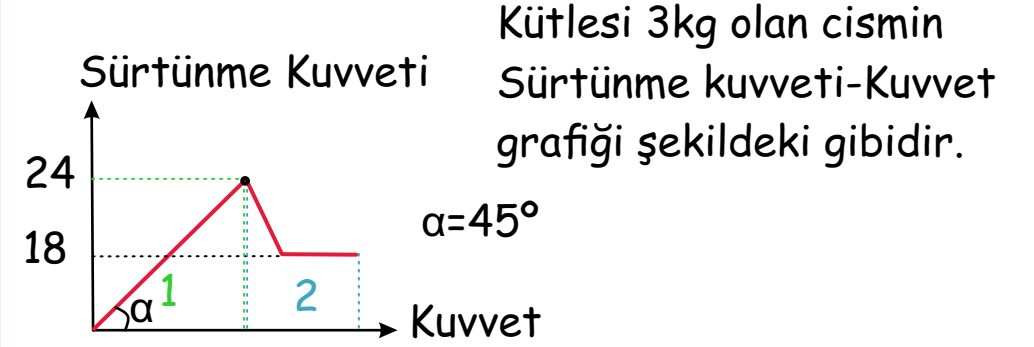 Kütlesi 3kg olan cismin
Sürtünme kuvveti-Kuvvet
grafiği şekildeki gibidir.
Sürtünme Kuvveti
24
18
α=45°
α
1
2
Kuvvet